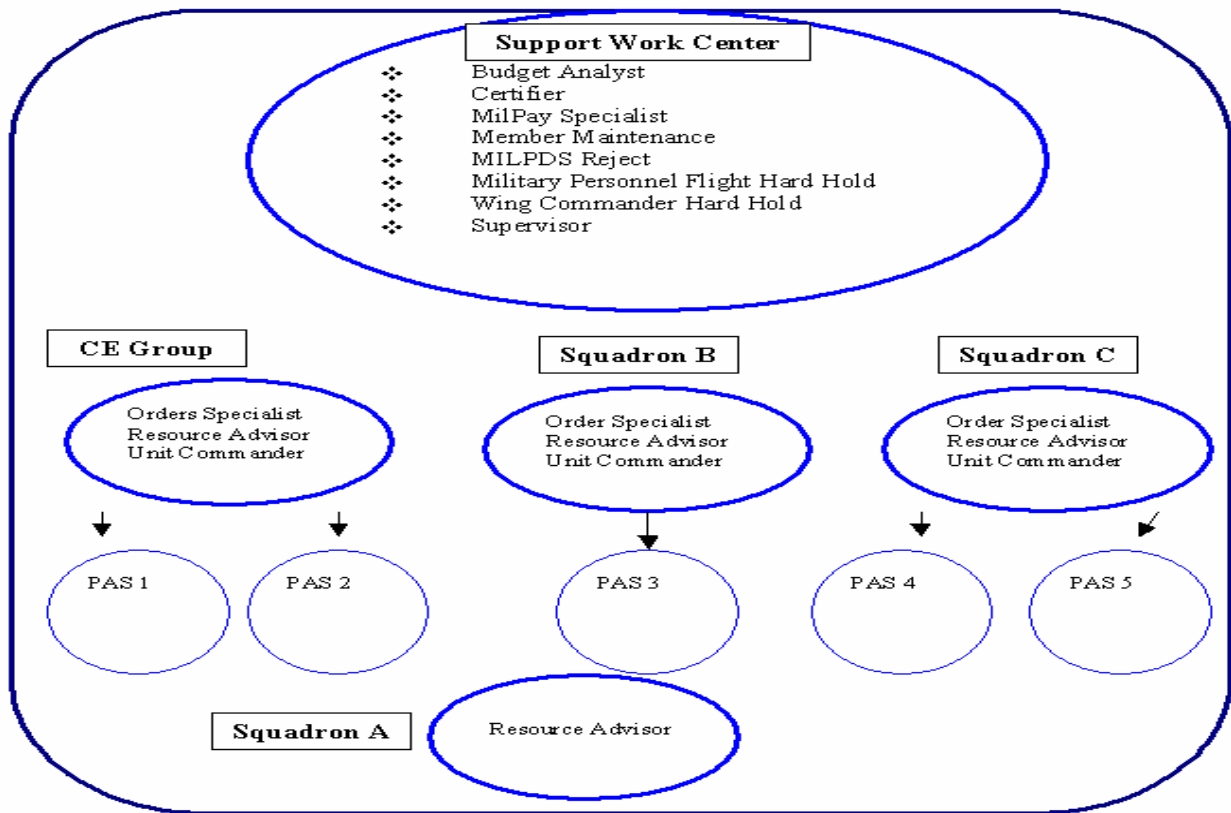 Support Work Center
❖ Budget Analyst
❖ Certifier
❖ MilPay Specialist
❖ Member Maintenance
❖ MILPDS Reject
❖ Military Personnel Flight Hard Hold
❖ Wing Commander Hard Hold
❖ Supervisor
CE Group
Orders Specialist
Resource Advisor
Unit Commander
Squadron B
Order Specialist
Resource Advisor
Unit Commander
Squadron C
Order Specialist
Resource Advisor
Unit Commander
PAS 1
PAS 2
PAS 3
PAS 4
PAS 5
Squadron A
Resource Advisor